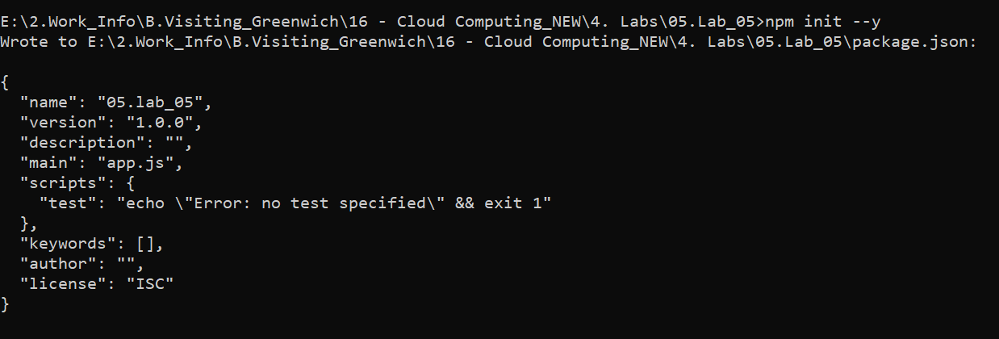 E:\2.Work_Info\B.Visiting_Greenwich\16 - Cloud Computing_NEW\4. Labs\05.Lab_05>npm init --y
Wrote to E:\2.Work_Info\B.Visiting_Greenwich\16 - Cloud Computing_NEW\4. Labs\05.Lab_05\package.json:
{
  "name": "05.lab_05",
  "version": "1.0.0",
  "description": "",
  "main": "app.js",
  "scripts": {
    "test": "echo \"Error: no test specified\" && exit 1"
  },
  "keywords": [],
  "author": "",
  "license": "ISC"
}